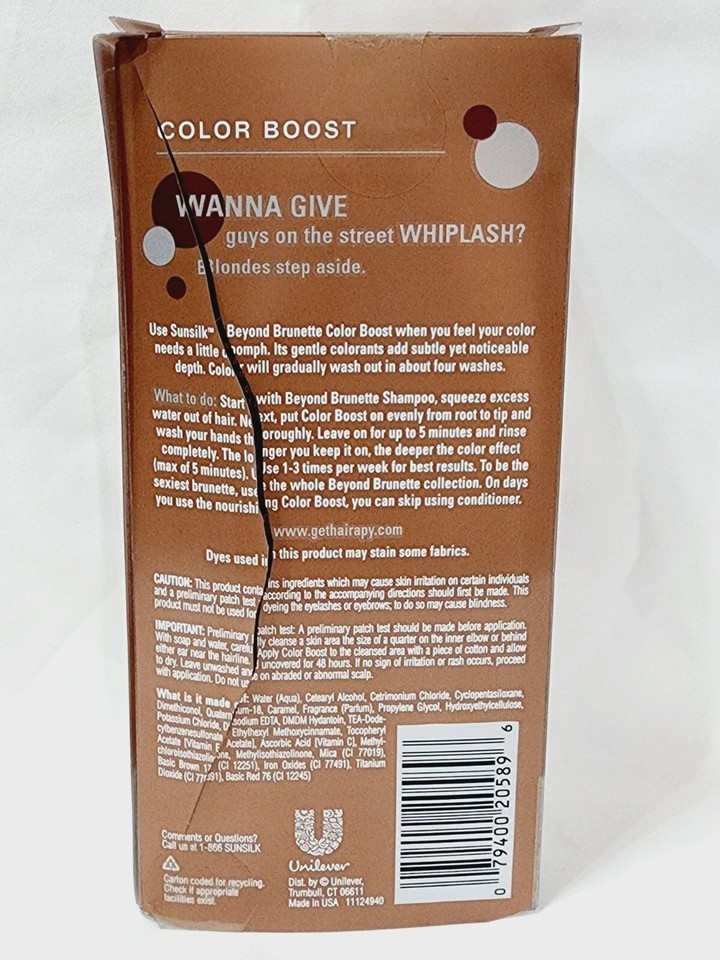 COLOR BOOST
WANNA GIVE
guys on the street WHIPLASH?
Blondes step aside.
Use Sunsilk™ Beyond Brunette Color Boost when you feel your color
needs a little oomph. Its gentle colorants add subtle yet noticeable
depth. Color will gradually wash out in about four washes.
What to do: Start with Beyond Brunette Shampoo, squeeze excess
water out of hair. Next, put Color Boost on evenly from root to tip and
wash your hands thoroughly. Leave on for up to 5 minutes and rinse
completely. The longer you keep it on, the deeper the color effect
(max of 5 minutes). Use 1-3 times per week for best results. To be the
sexiest brunette, use the whole Beyond Brunette collection. On days
you use the nourishing Color Boost, you can skip using conditioner.
www.gethairapy.com
Dyes used in this product may stain some fabrics.
CAUTION: This product contains ingredients which may cause skin irritation on certain individuals
and a preliminary patch test according to the accompanying directions should first be made. This
product must not be used for dyeing the eyelashes or eyebrows; to do so may cause blindness.
IMPORTANT: Preliminary patch test: A preliminary patch test should be made before application.
With soap and water, carefully cleanse a skin area the size of a quarter on the inner elbow or behind
either ear near the hairline. Apply Color Boost to the cleansed area with a piece of cotton and allow
to dry. Leave unwashed and uncovered for 48 hours. If no sign of irritation or rash occurs, proceed
with application. Do not use on abraded or abnormal scalp.
What is it made of: Water (Aqua), Cetearyl Alcohol, Cetrimonium Chloride, Cyclopentasiloxane,
Dimethiconol, Quaternium-18, Caramel, Fragrance (Parfum), Propylene Glycol, Hydroxyethylcellulose,
Potassium Chloride, Disodium EDTA, DMDM Hydantoin, TEA-Dode-
cylbenzenesulfonate, Ethylhexyl Methoxycinnamate, Tocopheryl
Acetate [Vitamin E Acetate], Ascorbic Acid [Vitamin C], Methyl-
chloroisothiazolinone, Methylisothiazolinone, Mica (CI 77019),
Basic Brown 17 (CI 12251), Iron Oxides (CI 77491), Titanium
Dioxide (CI 77891), Basic Red 76 (CI 12245)
Comments or Questions?
Call us at 1-866 SUNSILK
Carton coded for recycling.
Check if appropriate
facilities exist.
Unilever
Dist. by © Unilever,
Trumbull, CT 06611
Made in USA 11124940
0 79400 20589 6